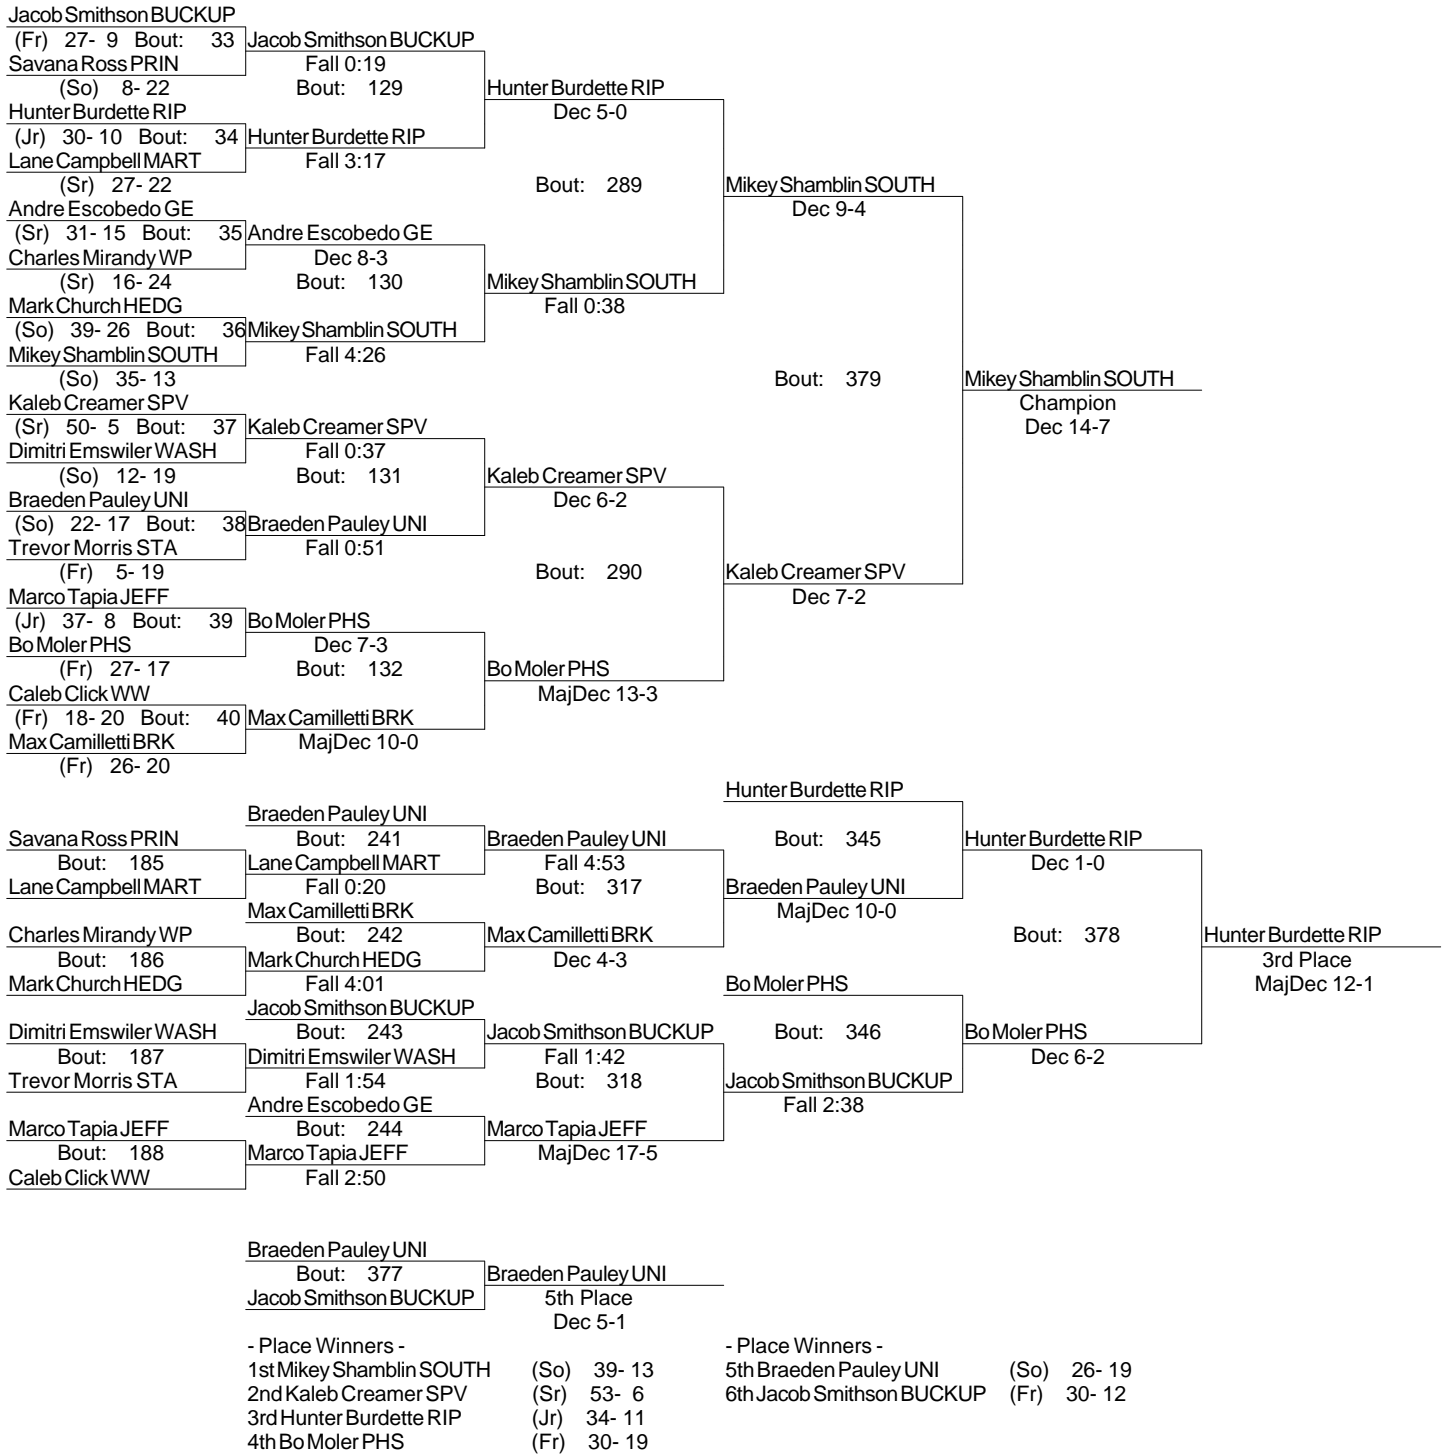 Jacob Smithson BUCKUP
(Fr) 27- 9 Bout: 33 Jacob Smithson BUCKUP
Savana Ross PRIN Fall 0:19
(So) 8- 22 Bout: 129 Hunter Burdette RIP
Hunter Burdette RIP Dec 5-0
(Jr) 30- 10 Bout: 34 Hunter Burdette RIP
Lane Campbell MART Fall 3:17
(Sr) 27- 22 Bout: 289 Mikey Shamblin SOUTH
Andre Escobedo GE Dec 9-4
(Sr) 31- 15 Bout: 35 Andre Escobedo GE
Charles Mirandy WP Dec 8-3
(Sr) 16- 24 Bout: 130 Mikey Shamblin SOUTH
Mark Church HEDG Fall 0:38
(So) 39- 26 Bout: 36 Mikey Shamblin SOUTH
Mikey Shamblin SOUTH Fall 4:26
(So) 35- 13 Bout: 379 Mikey Shamblin SOUTH
Kaleb Creamer SPV Champion
(Sr) 50- 5 Bout: 37 Kaleb Creamer SPV Dec 14-7
Dimitri Emswiler WASH Fall 0:37
(So) 12- 19 Bout: 131 Kaleb Creamer SPV
Braeden Pauley UNI Dec 6-2
(So) 22- 17 Bout: 38 Braeden Pauley UNI
Trevor Morris STA Fall 0:51
(Fr) 5- 19 Bout: 290 Kaleb Creamer SPV
Marco Tapia JEFF Dec 7-2
(Jr) 37- 8 Bout: 39 Bo Moler PHS
Bo Moler PHS Dec 7-3
(Fr) 27- 17 Bout: 132 Bo Moler PHS
Caleb Click WW MajDec 13-3
(Fr) 18- 20 Bout: 40 Max Camilletti BRK
Max Camilletti BRK MajDec 10-0
(Fr) 26- 20
Hunter Burdette RIP
Braeden Pauley UNI
Savana Ross PRIN Bout: 241 Braeden Pauley UNI Bout: 345 Hunter Burdette RIP
Bout: 185 Lane Campbell MART Fall 4:53 Dec 1-0
Lane Campbell MART Fall 0:20 Bout: 317 Braeden Pauley UNI
Max Camilletti BRK MajDec 10-0
Charles Mirandy WP Bout: 242 Max Camilletti BRK Bout: 378 Hunter Burdette RIP
Bout: 186 Mark Church HEDG Dec 4-3 3rd Place
Mark Church HEDG Fall 4:01 Bo Moler PHS MajDec 12-1
Jacob Smithson BUCKUP
Dimitri Emswiler WASH Bout: 243 Jacob Smithson BUCKUP Bout: 346 Bo Moler PHS
Bout: 187 Dimitri Emswiler WASH Fall 1:42 Dec 6-2
Trevor Morris STA Fall 1:54 Bout: 318 Jacob Smithson BUCKUP
Andre Escobedo GE Fall 2:38
Marco Tapia JEFF Bout: 244 Marco Tapia JEFF
Bout: 188 Marco Tapia JEFF MajDec 17-5
Caleb Click WW Fall 2:50
Braeden Pauley UNI
Bout: 377 Braeden Pauley UNI
Jacob Smithson BUCKUP 5th Place
Dec 5-1
- Place Winners - - Place Winners -
1st Mikey Shamblin SOUTH (So) 39- 13 5th Braeden Pauley UNI (So) 26- 19
2nd Kaleb Creamer SPV (Sr) 53- 6 6th Jacob Smithson BUCKUP (Fr) 30- 12
3rd Hunter Burdette RIP (Jr) 34- 11
4th Bo Moler PHS (Fr) 30- 19